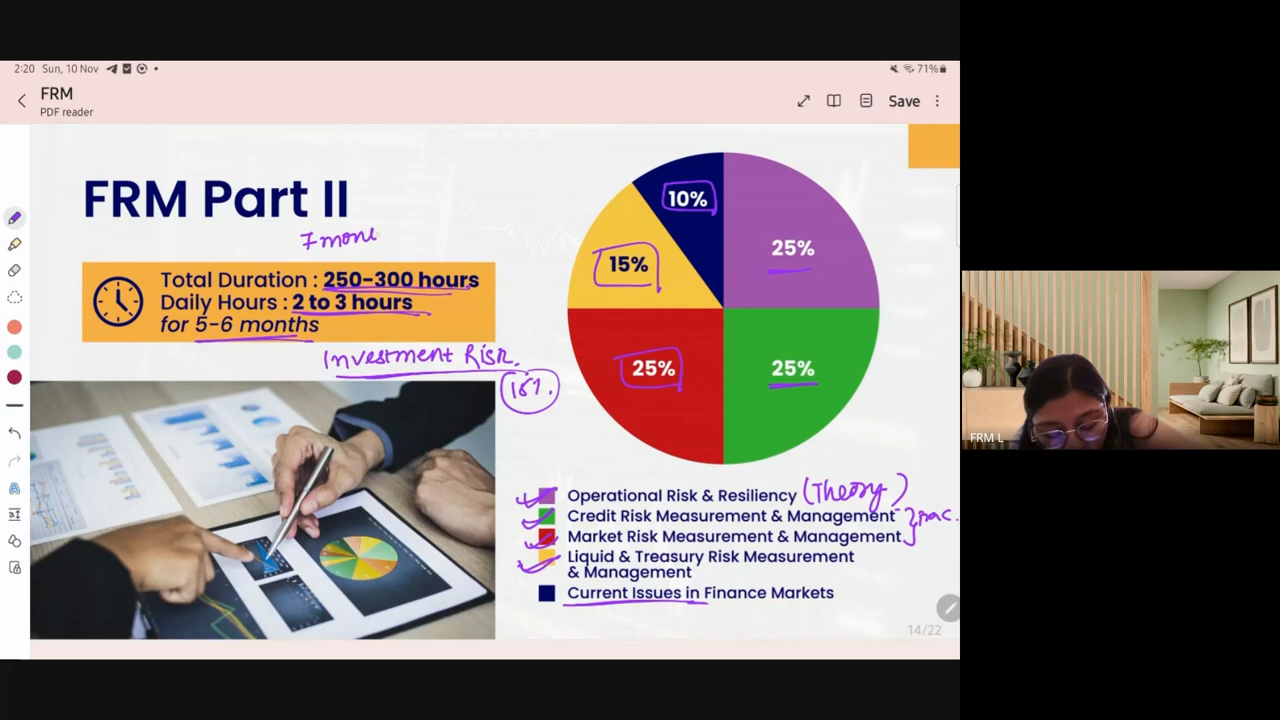 2:20 Sun, 10 Nov
71%
FRM
PDF reader
Save
FRM Part II
7 more
Total Duration : 250-300 hours
Daily Hours : 2 to 3 hours
for 5-6 months
Investment Risk.
15%.
10%
25%
15%
25%
25%
Operational Risk & Resiliency (Theory)
Credit Risk Measurement & Management
Market Risk Measurement & Management
Liquid & Treasury Risk Measurement
& Management
Current Issues in Finance Markets
14/22
FRM L